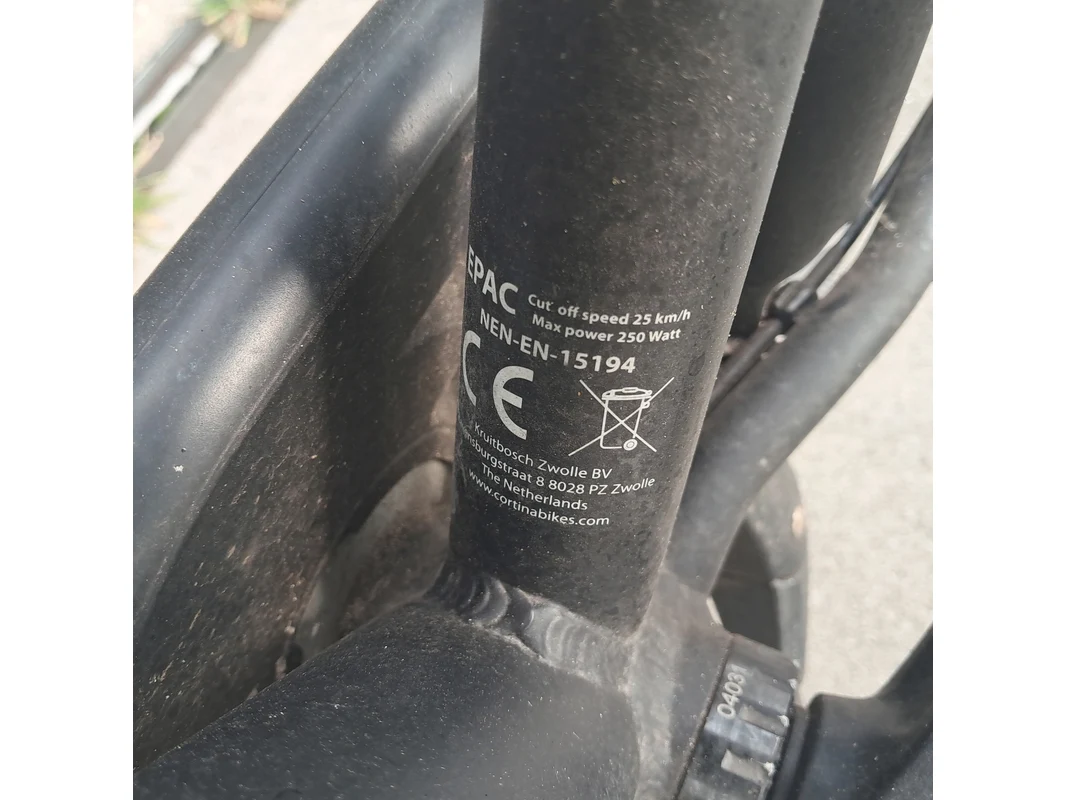 EPAC Cut off speed 25 km/h
Max power 250 Watt
NEN-EN-15194
CE
Kruitbosch Zwolle BV
8 8028 PZ Zwolle
The Netherlands
www.cortinabikes.com
04031